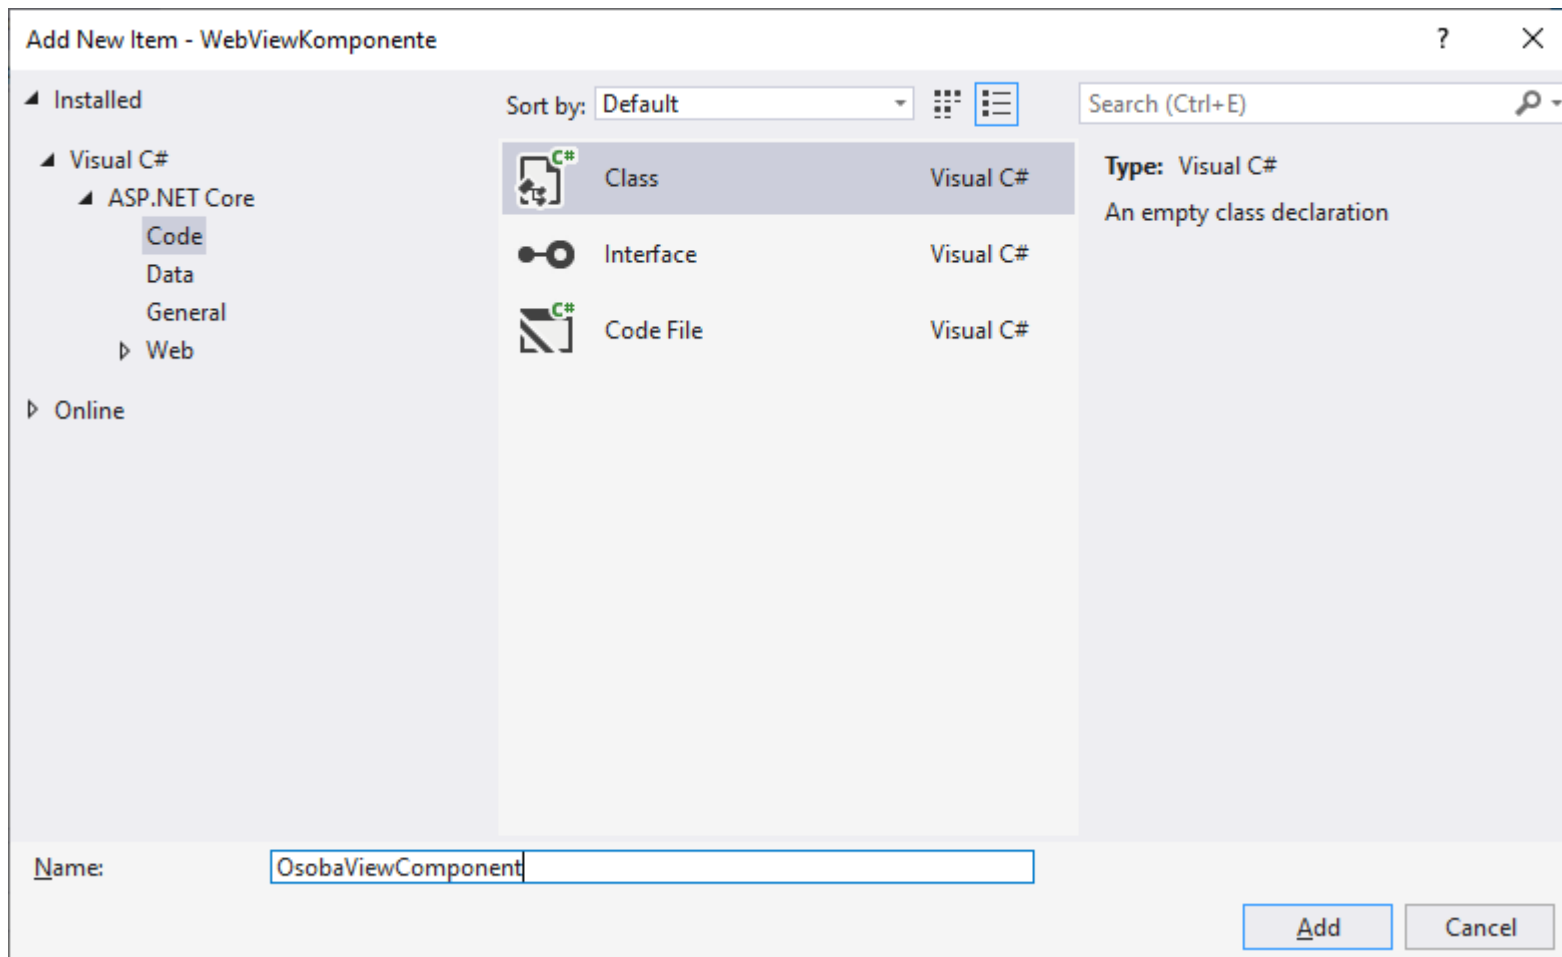 Add New Item - WebViewKomponente
?
Installed
Sort by: Default
Search (Ctrl+E)
Visual C#
ASP.NET Core
Code
Data
General
Web
Online
C# Class Visual C#
Interface Visual C#
C# Code File Visual C#
Type: Visual C#
An empty class declaration
Name: OsobaViewComponent
Add Cancel